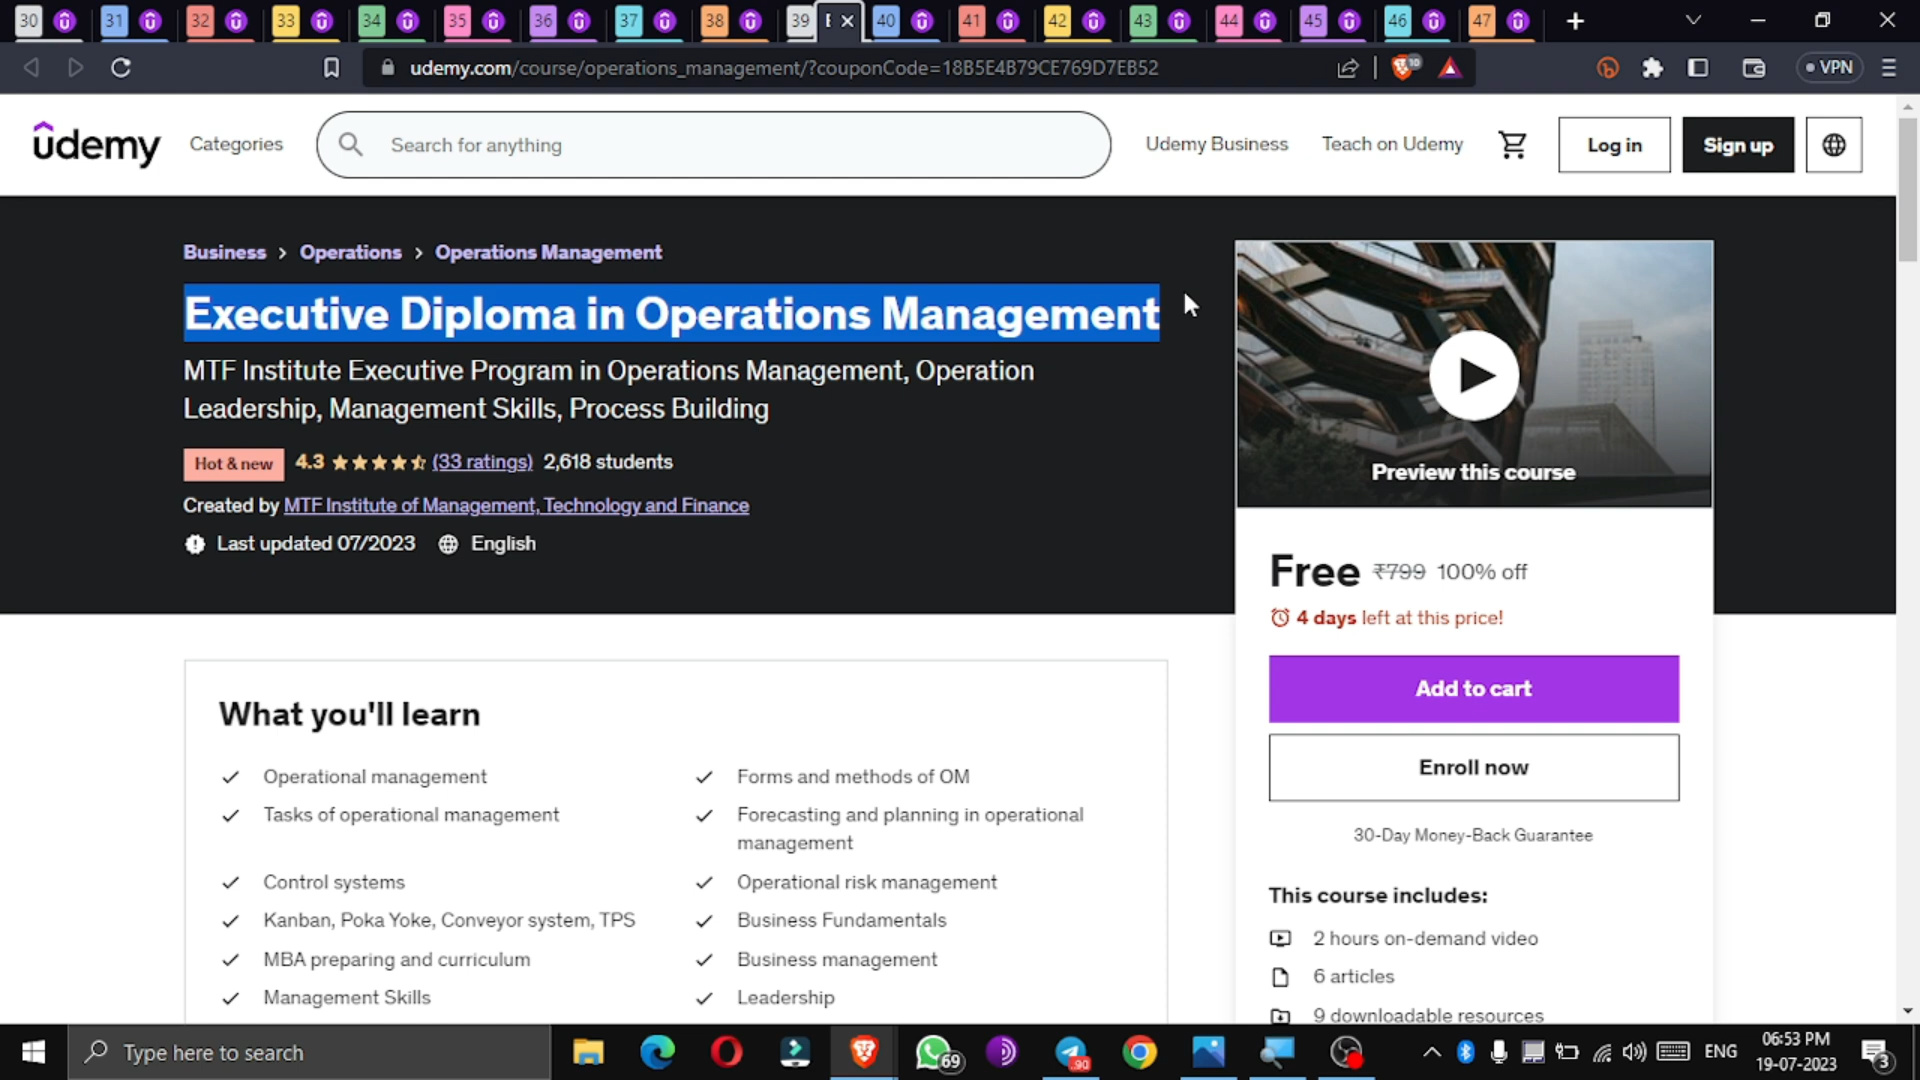 30 31 32 33 34 35 36 37 38 39 E 40 41 42 43 44 45 46 47
udemy.com/course/operations_management/?couponCode=18B5E4B79CE769D7EB52
10
VPN
ûdemy
Categories
Search for anything
Udemy Business
Teach on Udemy
Log in
Sign up
Business > Operations > Operations Management
Executive Diploma in Operations Management
MTF Institute Executive Program in Operations Management, Operation
Leadership, Management Skills, Process Building
Hot & new 4.3 (33 ratings) 2,618 students
Created by MTF Institute of Management, Technology and Finance
Last updated 07/2023 English
Preview this course
Free ₹799 100% off
4 days left at this price!
Add to cart
Enroll now
30-Day Money-Back Guarantee
This course includes:
2 hours on-demand video
6 articles
9 downloadable resources
What you'll learn
Operational management
Forms and methods of OM
Tasks of operational management
Forecasting and planning in operational
management
Control systems
Operational risk management
Kanban, Poka Yoke, Conveyor system, TPS
Business Fundamentals
MBA preparing and curriculum
Business management
Management Skills
Leadership
Type here to search
69
90
ENG
06:53 PM
19-07-2023
3